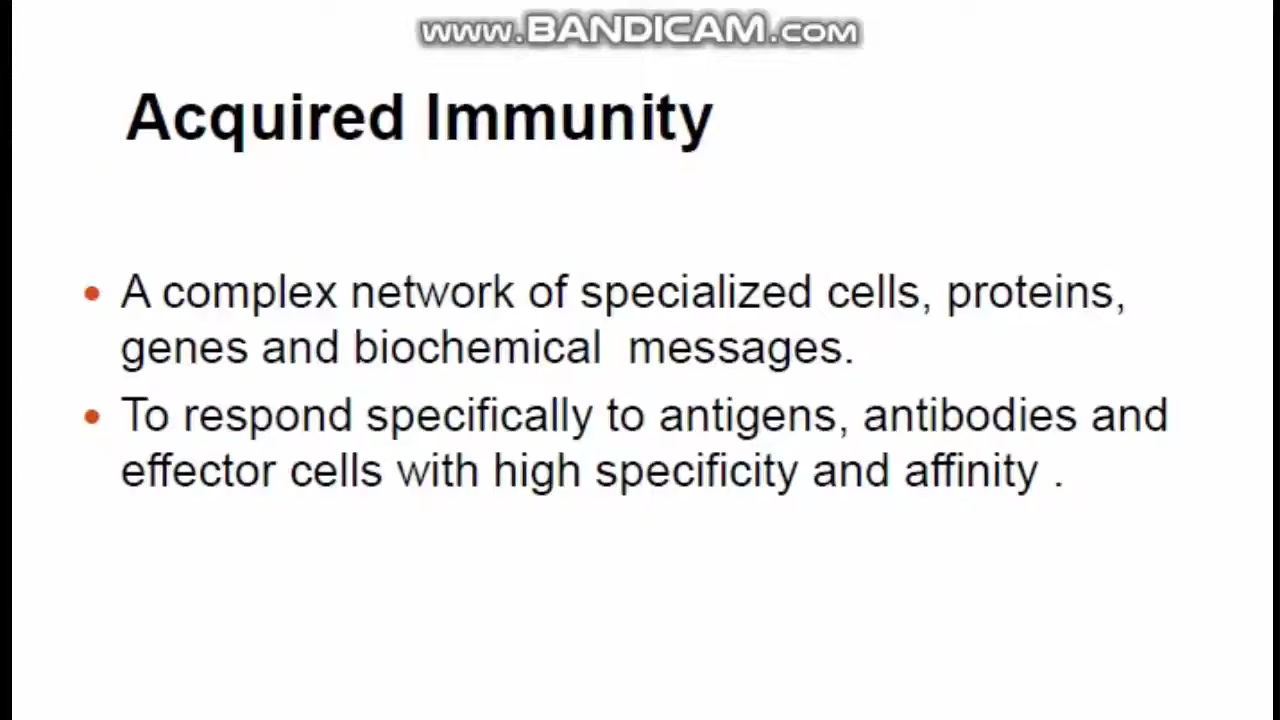 www.BANDICAM.com
Acquired Immunity
• A complex network of specialized cells, proteins,
genes and biochemical  messages.
• To respond specifically to antigens, antibodies and
effector cells with high specificity and affinity .